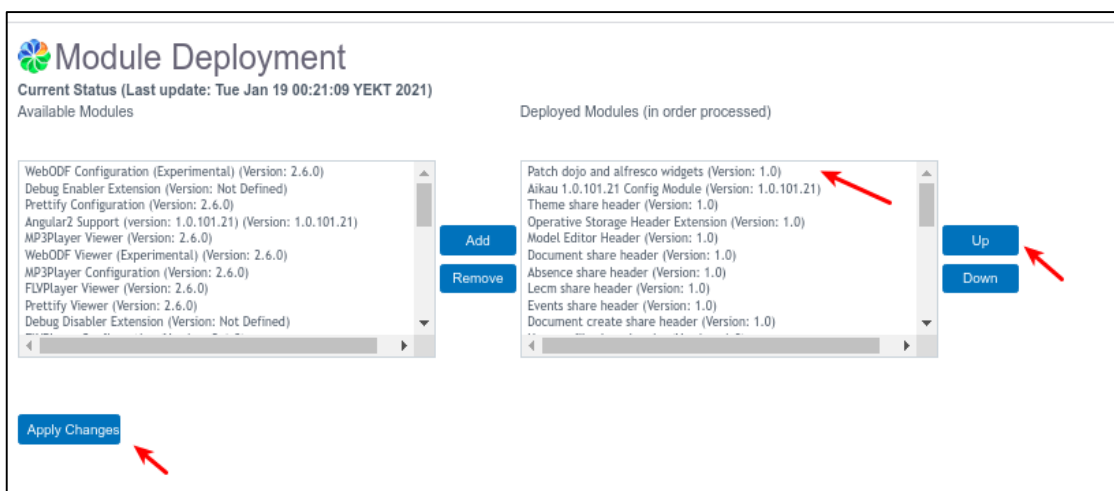 Module Deployment
Current Status (Last update: Tue Jan 19 00:21:09 YEKT 2021)
Available Modules
WebODF Configuration (Experimental) (Version: 2.6.0)
Debug Enabler Extension (Version: Not Defined)
Prettify Configuration (Version: 2.6.0)
Angular2 Support (version: 1.0.101.21) (Version: 1.0.101.21)
MP3Player Viewer (Version: 2.6.0)
WebODF Viewer (Experimental) (Version: 2.6.0)
MP3Player Configuration (Version: 2.6.0)
FLVPlayer Viewer (Version: 2.6.0)
Prettify Viewer (Version: 2.6.0)
Debug Disabler Extension (Version: Not Defined)
Add
Remove
Deployed Modules (in order processed)
Patch dojo and alfresco widgets (Version: 1.0)
Aikau 1.0.101.21 Config Module (Version: 1.0.101.21)
Theme share header (Version: 1.0)
Operative Storage Header Extension (Version: 1.0)
Model Editor Header (Version: 1.0)
Document share header (Version: 1.0)
Absence share header (Version: 1.0)
Lecm share header (Version: 1.0)
Events share header (Version: 1.0)
Document create share header (Version: 1.0)
Up
Down
Apply Changes